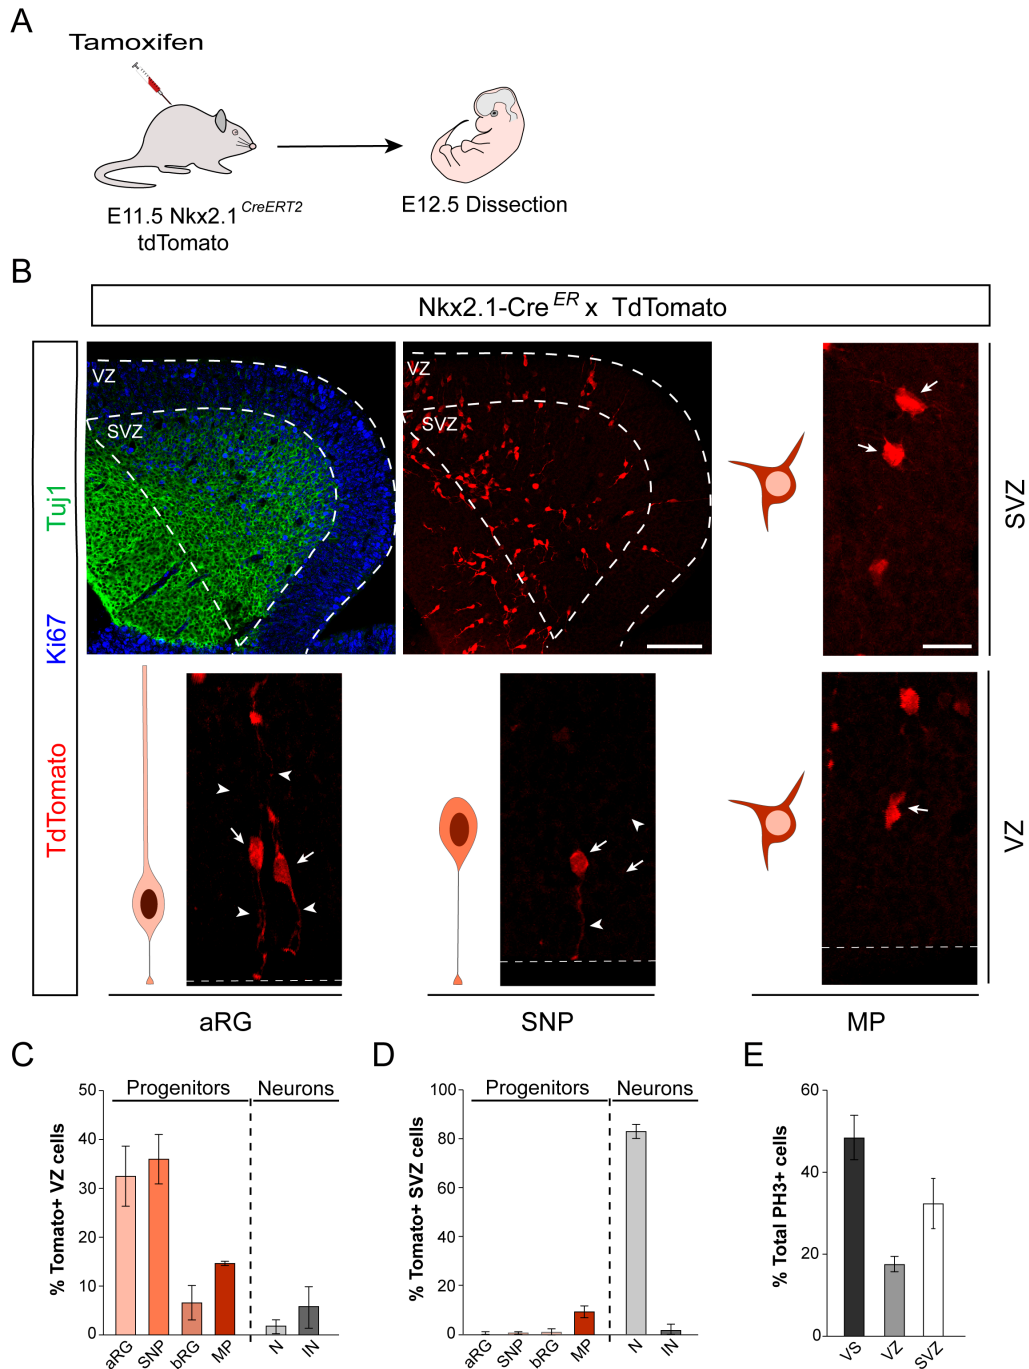 A
Tamoxifen
E11.5 Nkx2.1 CreERT2
tdTomato
E12.5 Dissection
B
Nkx2.1-Cre ER x TdTomato
TdTomato Ki67 Tuj1
VZ
SVZ
VZ
SVZ
SVZ
VZ
aRG
SNP
MP
C
Progenitors
Neurons
% Tomato+ VZ cells
50
40
30
20
10
0
aRG
SNP
bRG
MP
N
IN
D
Progenitors
Neurons
% Tomato+ SVZ cells
100
80
60
40
20
0
aRG
SNP
bRG
MP
N
IN
E
% Total PH3+ cells
60
40
20
0
VS
VZ
SVZ